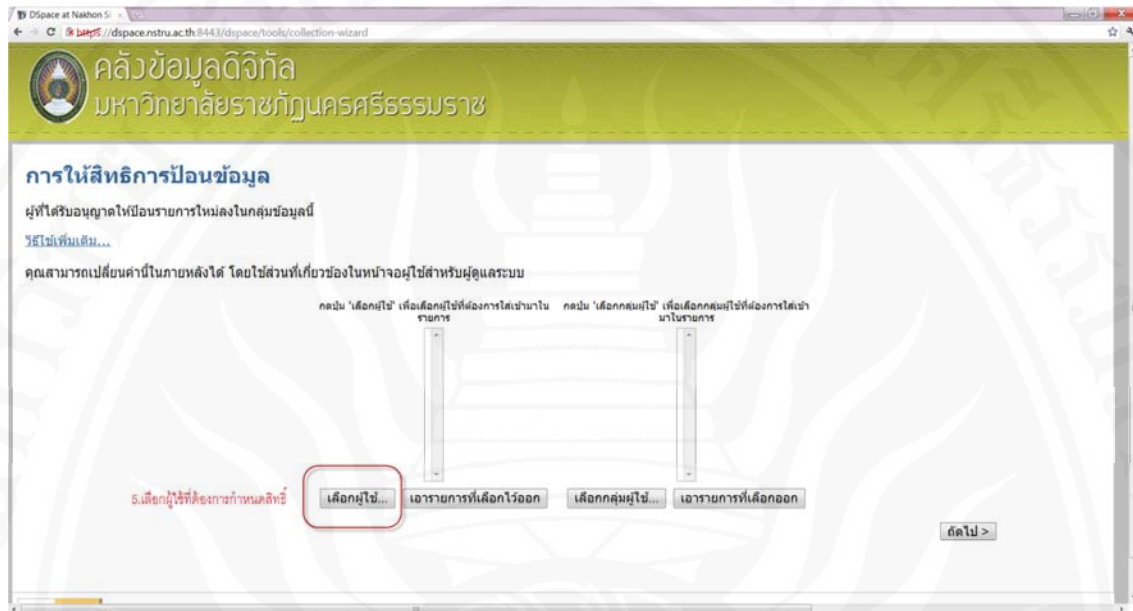 DSpace at Nakhon Si
https://dspace.nstru.ac.th:8443/dspace/tools/collection-wizard
คลังข้อมูลดิจิทัล
มหาวิทยาลัยราชภัฏนครศรีธรรมราช
การให้สิทธิการป้อนข้อมูล
ผู้ที่ได้รับอนุญาตให้ป้อนรายการใหม่ลงในกลุ่มข้อมูลนี้
วิธีใช้เพิ่มเติม...
คุณสามารถเปลี่ยนค่านี้ในภายหลังได้ โดยใช้ส่วนที่เกี่ยวข้องในหน้าจอผู้ใช้สำหรับผู้ดูแลระบบ
กดปุ่ม 'เลือกผู้ใช้' เพื่อเลือกผู้ใช้ที่ต้องการใส่เข้ามาใน
รายการ
กดปุ่ม 'เลือกกลุ่มผู้ใช้' เพื่อเลือกกลุ่มผู้ใช้ที่ต้องการใส่เข้า
มาในรายการ
5.เลือกผู้ใช้ที่ต้องการกำหนดสิทธิ์
เลือกผู้ใช้... เอารายการที่เลือกไว้ออก เลือกกลุ่มผู้ใช้... เอารายการที่เลือกออก
ถัดไป >